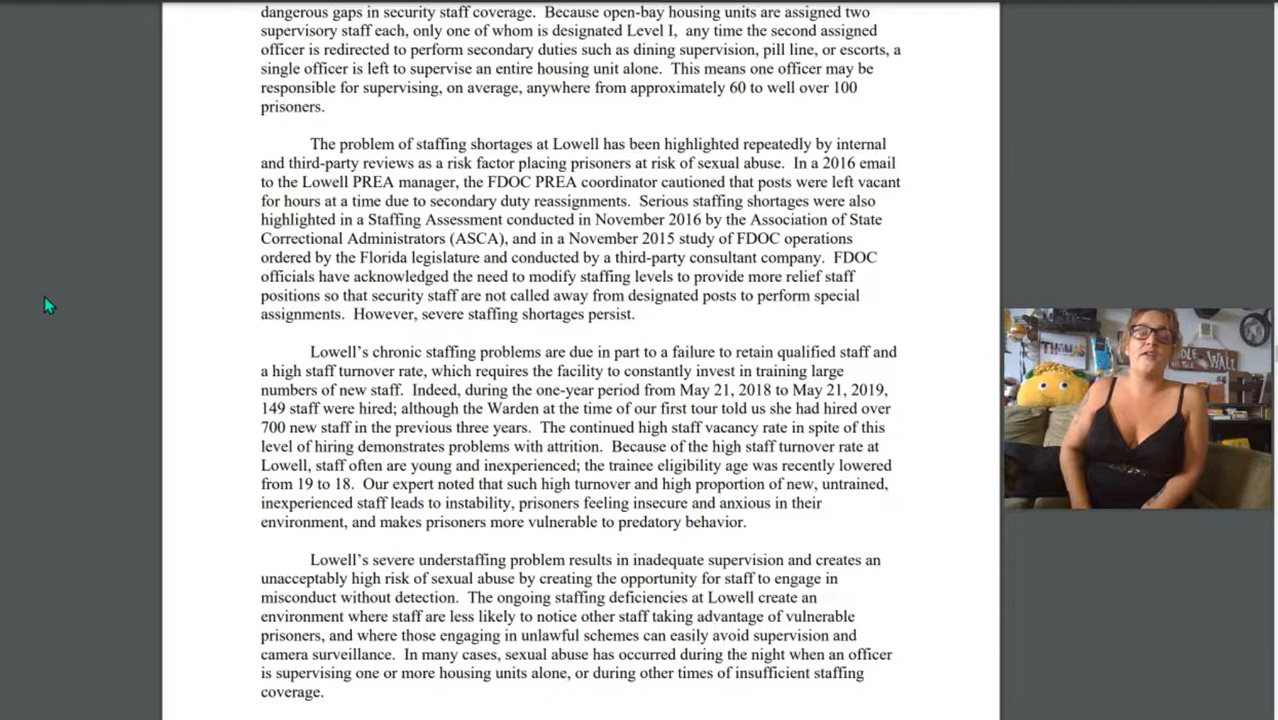 dangerous gaps in security staff coverage.  Because open-bay housing units are assigned two
supervisory staff each, only one of whom is designated Level I,  any time the second assigned
officer is redirected to perform secondary duties such as dining supervision, pill line, or escorts, a
single officer is left to supervise an entire housing unit alone.  This means one officer may be
responsible for supervising, on average, anywhere from approximately 60 to well over 100
prisoners.
The problem of staffing shortages at Lowell has been highlighted repeatedly by internal
and third-party reviews as a risk factor placing prisoners at risk of sexual abuse.  In a 2016 email
to the Lowell PREA manager, the FDOC PREA coordinator cautioned that posts were left vacant
for hours at a time due to secondary duty reassignments.  Serious staffing shortages were also
highlighted in a Staffing Assessment conducted in November 2016 by the Association of State
Correctional Administrators (ASCA), and in a November 2015 study of FDOC operations
ordered by the Florida legislature and conducted by a third-party consultant company.  FDOC
officials have acknowledged the need to modify staffing levels to provide more relief staff
positions so that security staff are not called away from designated posts to perform special
assignments.  However, severe staffing shortages persist.
Lowell's chronic staffing problems are due in part to a failure to retain qualified staff and
a high staff turnover rate, which requires the facility to constantly invest in training large
numbers of new staff.  Indeed, during the one-year period from May 21, 2018 to May 21, 2019,
149 staff were hired; although the Warden at the time of our first tour told us she had hired over
700 new staff in the previous three years.  The continued high staff vacancy rate in spite of this
level of hiring demonstrates problems with attrition.  Because of the high staff turnover rate at
Lowell, staff often are young and inexperienced; the trainee eligibility age was recently lowered
from 19 to 18.  Our expert noted that such high turnover and high proportion of new, untrained,
inexperienced staff leads to instability, prisoners feeling insecure and anxious in their
environment, and makes prisoners more vulnerable to predatory behavior.
Lowell's severe understaffing problem results in inadequate supervision and creates an
unacceptably high risk of sexual abuse by creating the opportunity for staff to engage in
misconduct without detection.  The ongoing staffing deficiencies at Lowell create an
environment where staff are less likely to notice other staff taking advantage of vulnerable
prisoners, and where those engaging in unlawful schemes can easily avoid supervision and
camera surveillance.  In many cases, sexual abuse has occurred during the night when an officer
is supervising one or more housing units alone, or during other times of insufficient staffing
coverage.
THOMAS
WALL